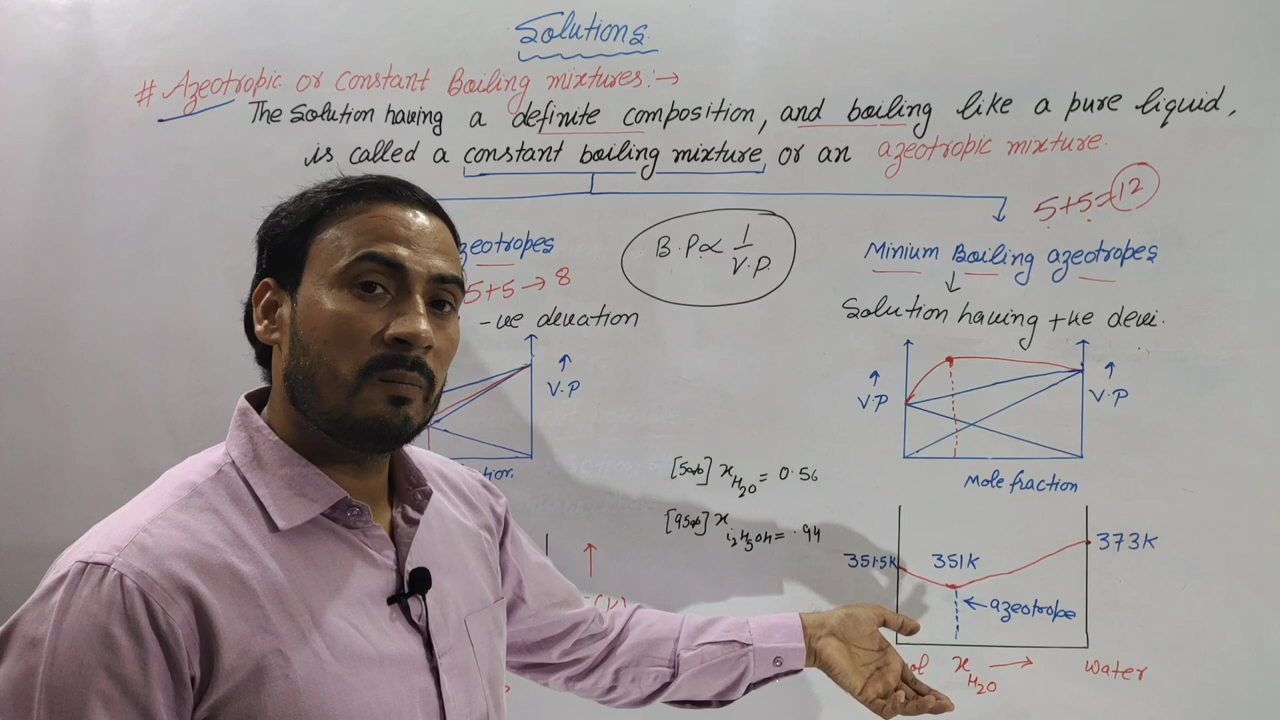 Solutions
# Azeotropic or Constant Boiling mixtures:→
The Solution having a definite composition, and boiling like a pure liquid,
is called a constant boiling mixture or an azeotropic mixture.
5+5=12
zeotropes
B.P ∝ 1/V.P.
Minium Boiling azeotropes
5+5→8
-ve deviation
Solution having +ve devi.
↑ V.P
↑ V.P
↑ V.P
Mole fraction
[5%] x H2O = 0.56
[95%] x C2H5OH = .94
351.5K
351K
373K
←azeotrope
ol
x H2O →
Water